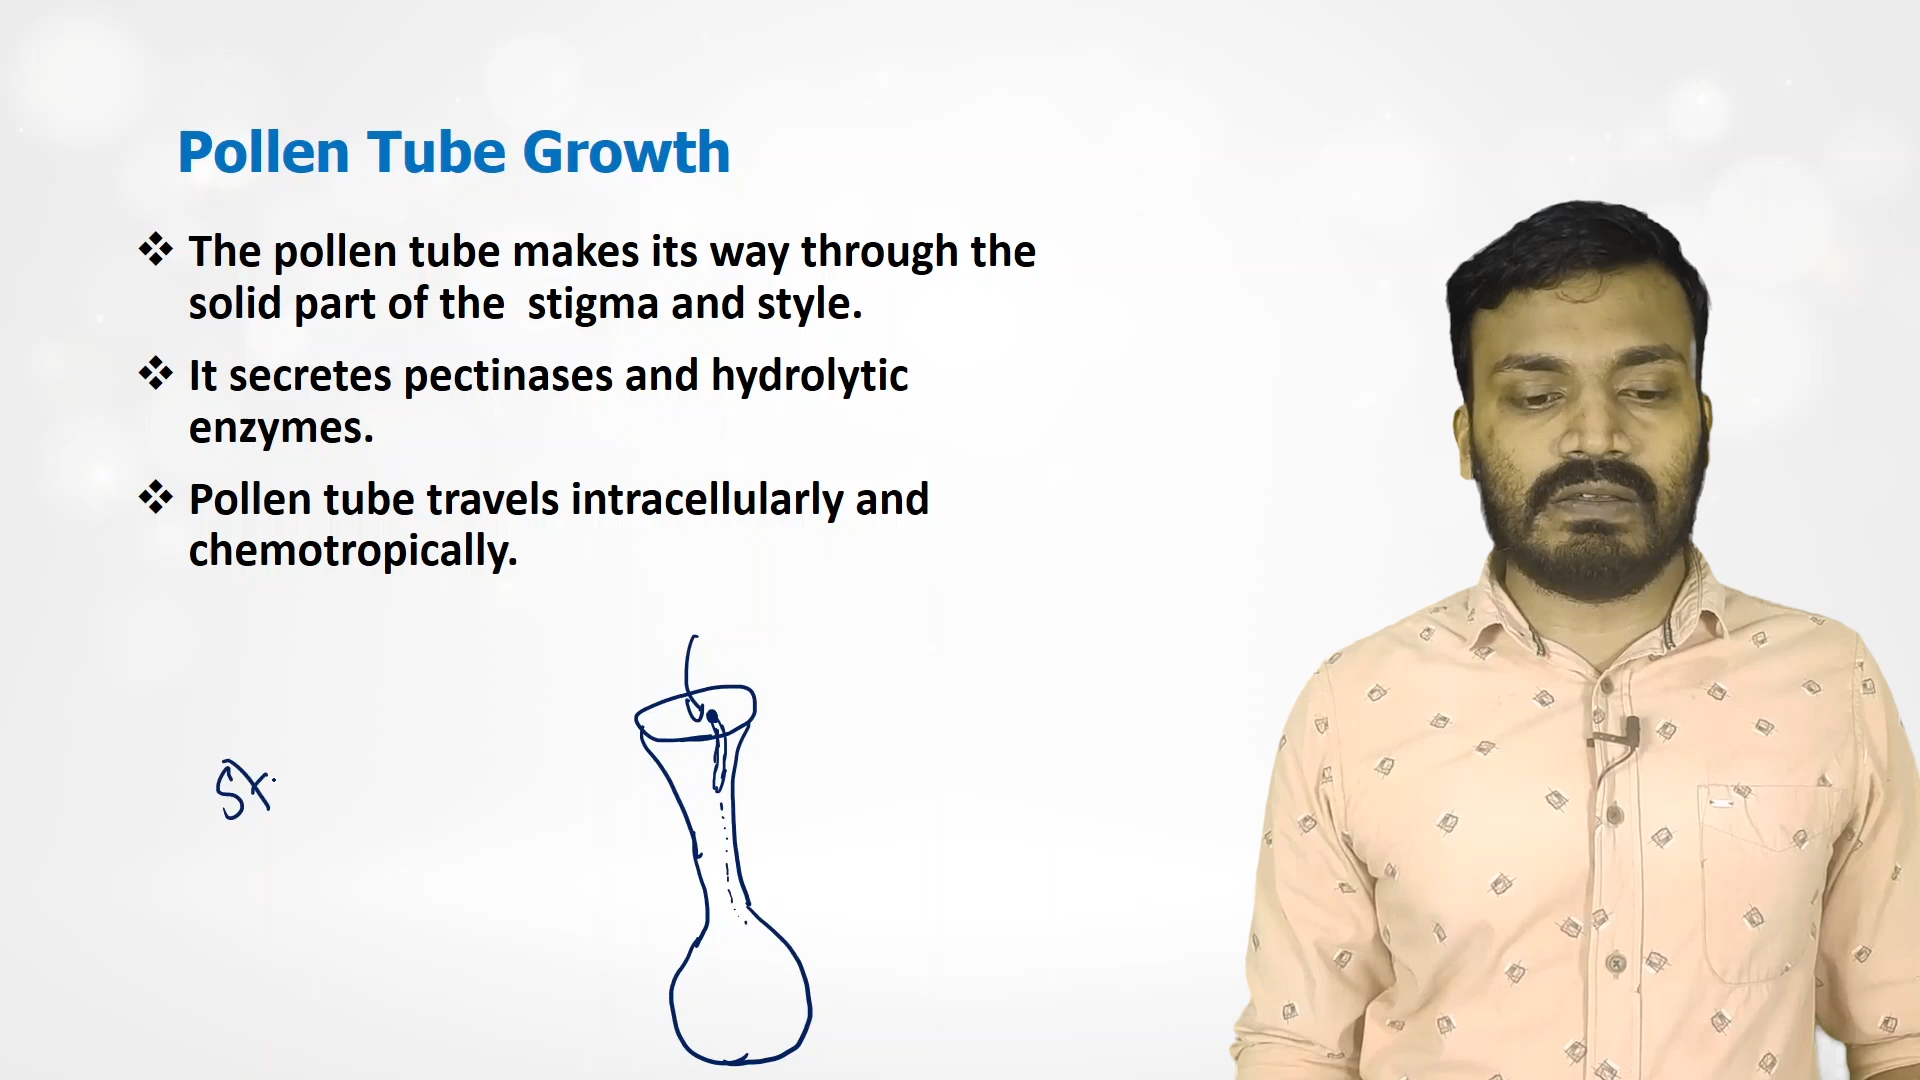 Pollen Tube Growth
❖ The pollen tube makes its way through the
solid part of the stigma and style.
❖ It secretes pectinases and hydrolytic
enzymes.
❖ Pollen tube travels intracellularly and
chemotropically.